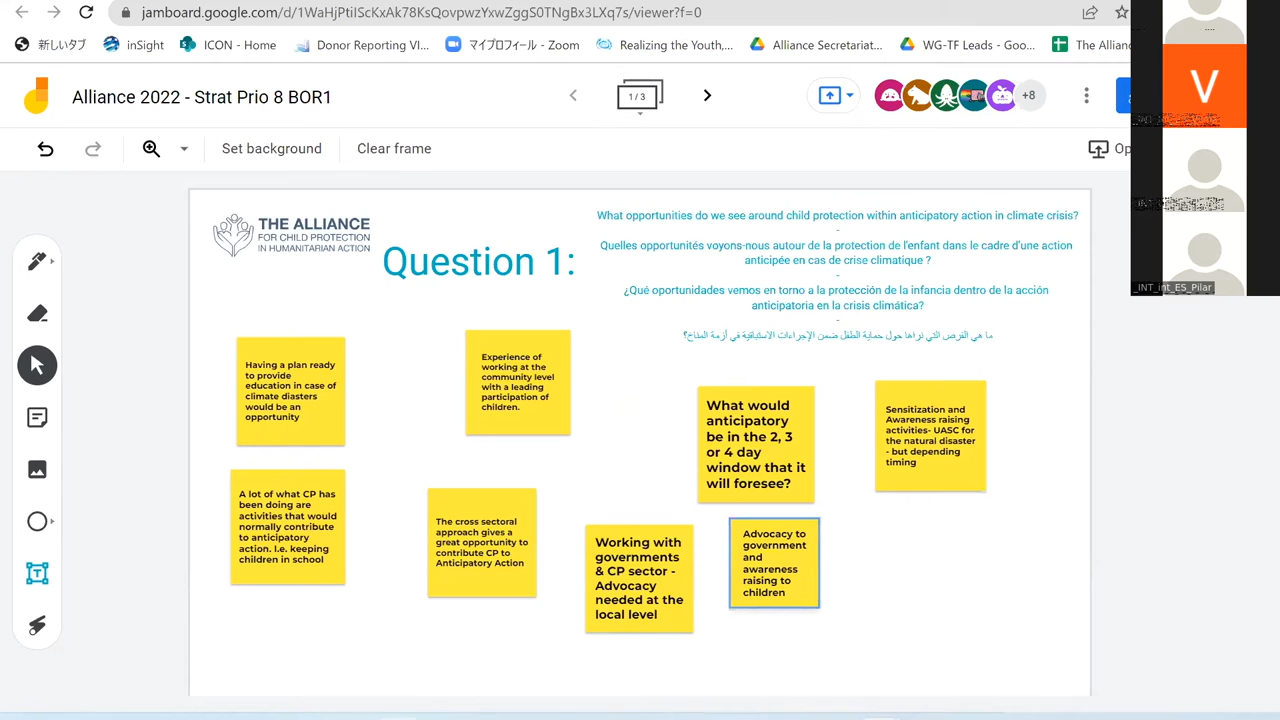 jamboard.google.com/d/1WaHjPtiIScKxAk78KsQovpwzYxwZggS0TNgBx3LXq7s/viewer?f=0
新しいタブ
inSight
ICON - Home
Donor Reporting VI...
マイプロフィール - Zoom
Realizing the Youth,...
Alliance Secretariat...
WG-TF Leads - Goo...
The Allianc
Alliance 2022 - Strat Prio 8 BOR1
1 / 3
+8
Set background
Clear frame
Op
V
_INT_int_ES_Pilar
THE ALLIANCE
FOR CHILD PROTECTION
IN HUMANITARIAN ACTION
Question 1:
What opportunities do we see around child protection within anticipatory action in climate crisis?
-
Quelles opportunités voyons-nous autour de la protection de l'enfant dans le cadre d'une action
anticipée en cas de crise climatique ?
-
¿Qué oportunidades vemos en torno a la protección de la infancia dentro de la acción
anticipatoria en la crisis climática?
-
ما هي الفرص التي نراها حول حماية الطفل ضمن الإجراءات الاستباقية في أزمة المناخ؟
Having a plan ready
to provide
education in case of
climate diasters
would be an
opportunity
Experience of
working at the
community level
with a leading
participation of
children.
What would
anticipatory
be in the 2, 3
or 4 day
window that it
will foresee?
Sensitization and
Awareness raising
activities- UASC for
the natural disaster
- but depending
timing
A lot of what CP has
been doing are
activities that would
normally contribute
to anticipatory
action. I.e. keeping
children in school
The cross sectoral
approach gives a
great opportunity to
contribute CP to
Anticipatory Action
Working with
governments
& CP sector -
Advocacy
needed at the
local level
Advocacy to
government
and
awareness
raising to
children